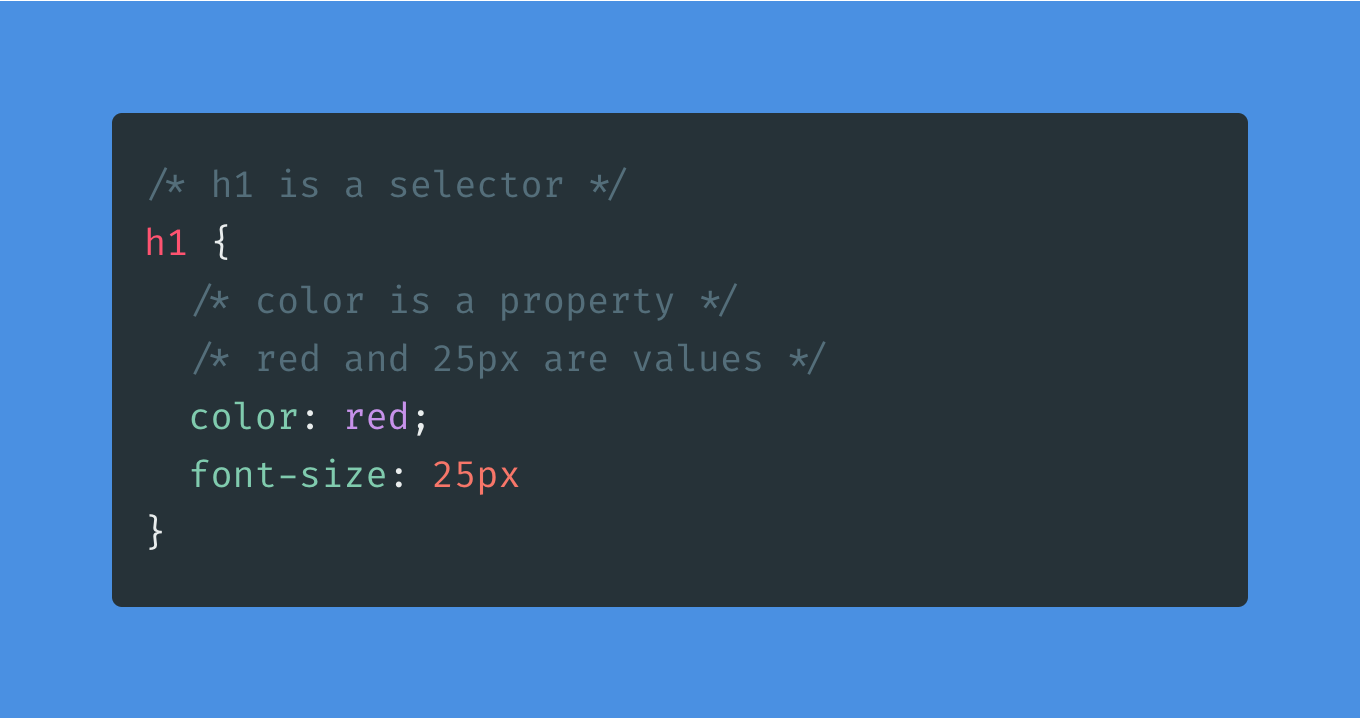 /* h1 is a selector */
h1 {
  /* color is a property */
  /* red and 25px are values */
  color: red;
  font-size: 25px
}